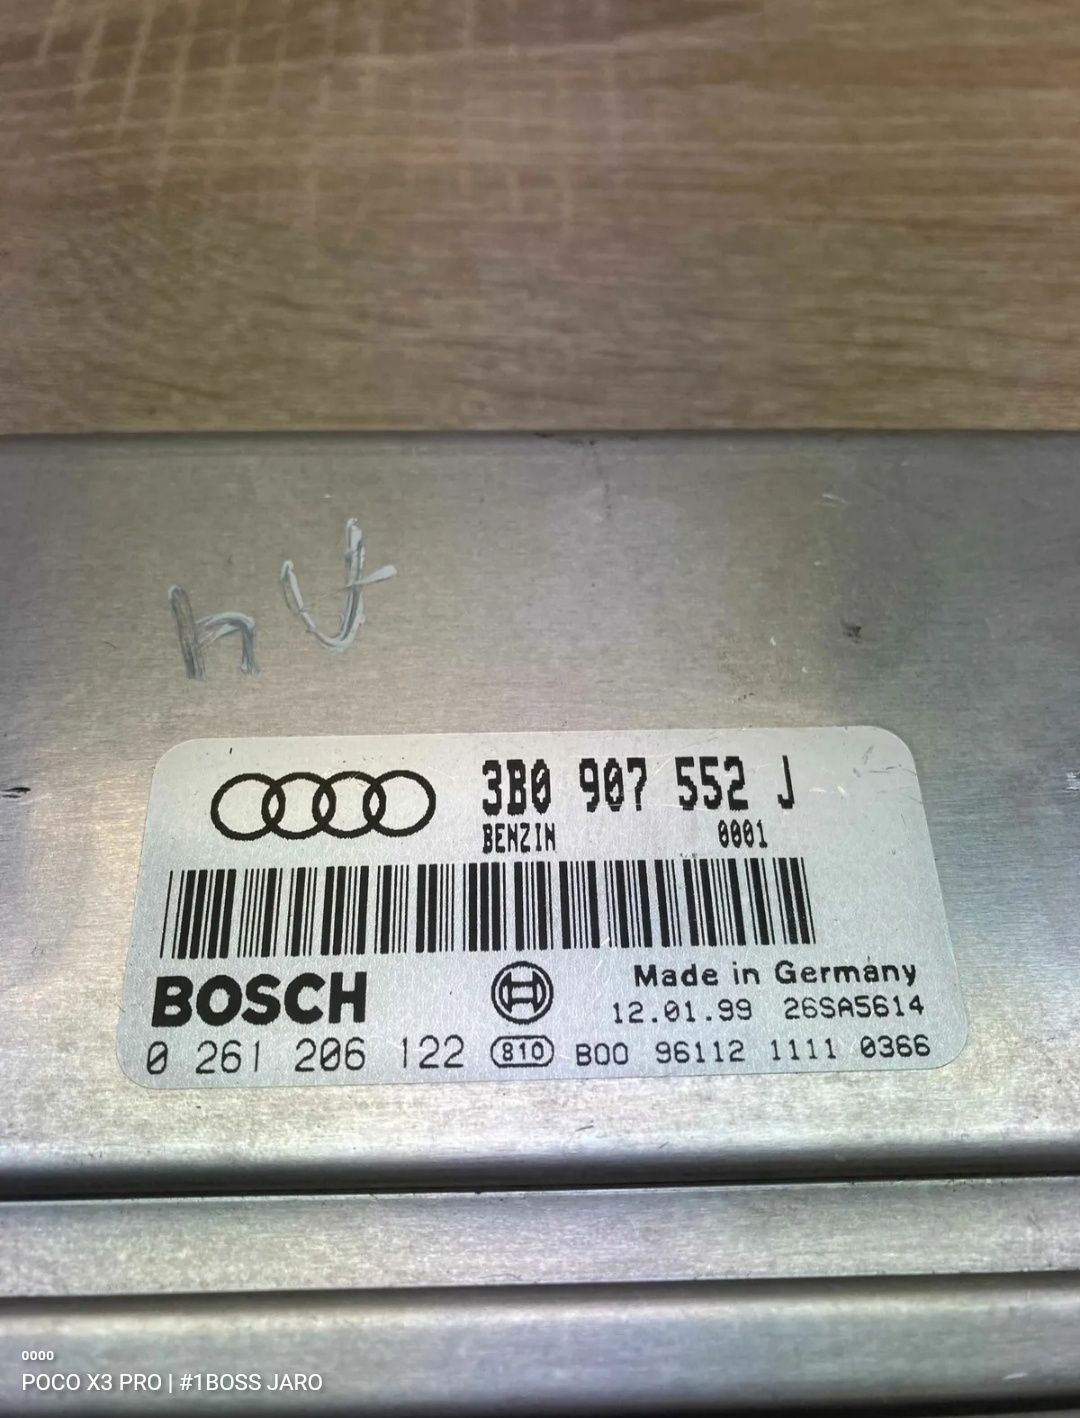 3B0 907 552 J
BENZIN 0001
BOSCH
Made in Germany
12.01.99 26SA5614
0 261 206 122 810 B00 96112 1111 0366
0000
POCO X3 PRO | #1BOSS JARO